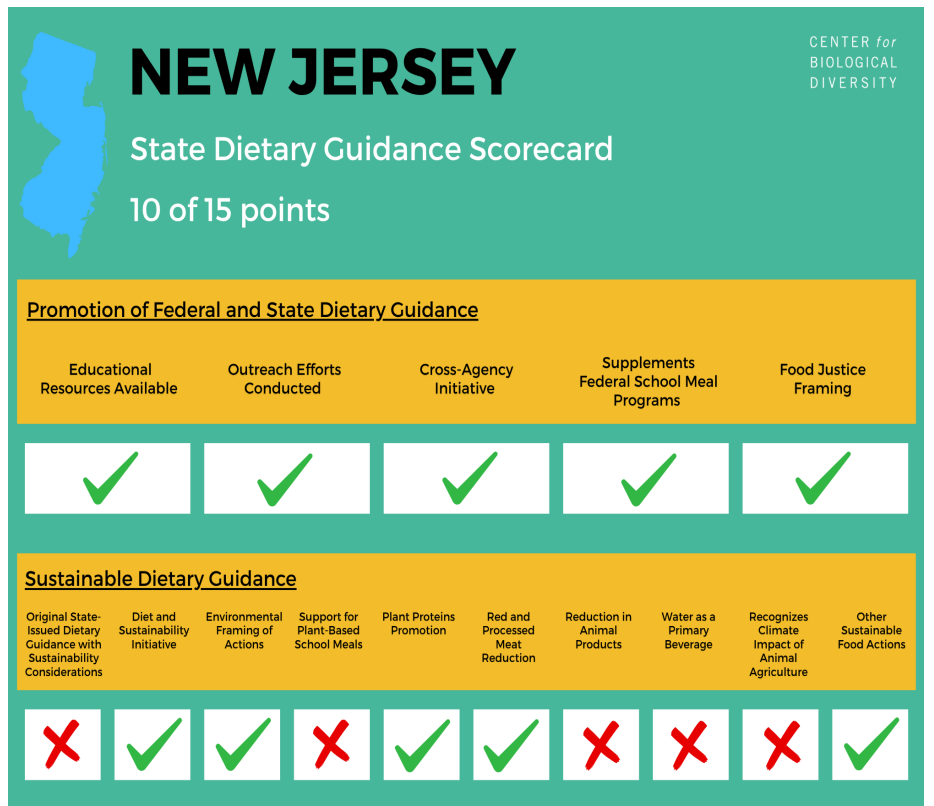 NEW JERSEY
CENTER for
BIOLOGICAL
DIVERSITY
State Dietary Guidance Scorecard
10 of 15 points
Promotion of Federal and State Dietary Guidance
Educational
Resources Available
Outreach Efforts
Conducted
Cross-Agency
Initiative
Supplements
Federal School Meal
Programs
Food Justice
Framing
Sustainable Dietary Guidance
Original State-
Issued Dietary
Guidance with
Sustainability
Considerations
Diet and
Sustainability
Initiative
Environmental
Framing of
Actions
Support for
Plant-Based
School Meals
Plant Proteins
Promotion
Red and
Processed
Meat
Reduction
Reduction in
Animal
Products
Water as a
Primary
Beverage
Recognizes
Climate
Impact of
Animal
Agriculture
Other
Sustainable
Food Actions